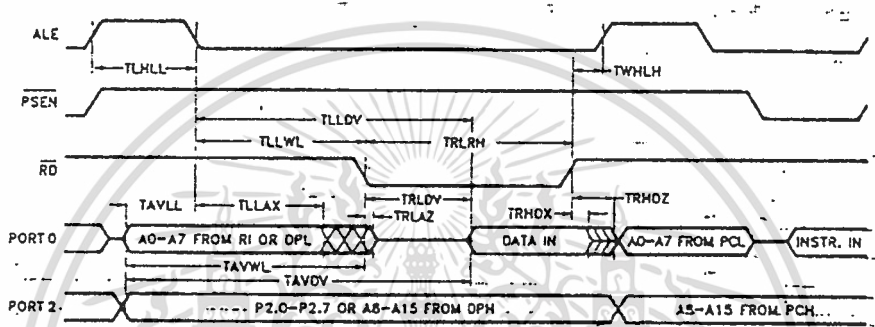 ALE
TLHLL
TWHLH
PSEN
TLLDV
TLLWL
TRLRH
RD
TAVLL
TLLAX
TRLDV
TRLAZ
TRHDX
TRHDZ
PORT 0
A0-A7 FROM RI OR DPL
DATA IN
A0-A7 FROM PCL
INSTR. IN
TAVWL
TAVDV
PORT 2
P2.0-P2.7 OR A8-A15 FROM DPH
A8-A15 FROM PCH